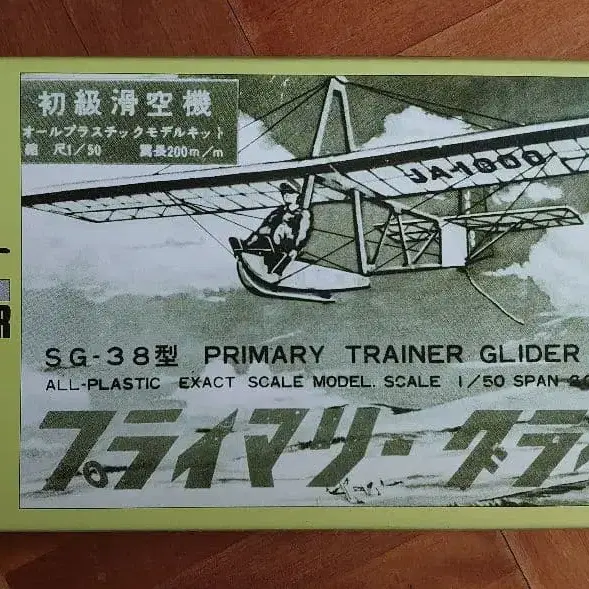 初級滑空機
オールプラスチックモデルキット
縮 尺1/50 翼長200m/m
JA-1000
R
SG-38型 PRIMARY TRAINER GLIDER
ALL-PLASTIC EXACT SCALE MODEL. SCALE 1/50 SPAN
プライマリー・グライ